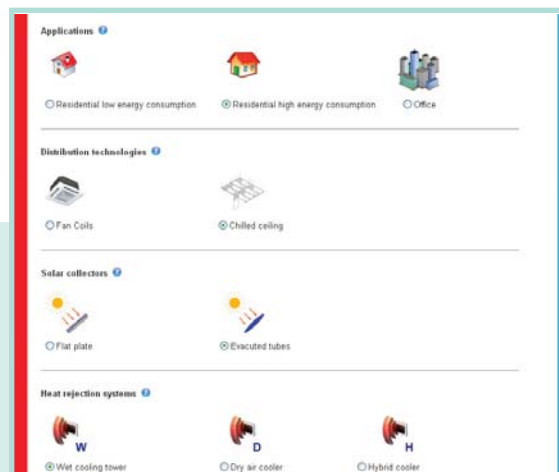 Applications ?
Residential low energy consumption Residential high energy consumption Office
Distribution technologies ?
Fan Coils Chilled ceiling
Solar collectors ?
Flat plate Evacuted tubes
Heat rejection systems ?
W D H
Wet cooling tower Dry air cooler Hybrid cooler